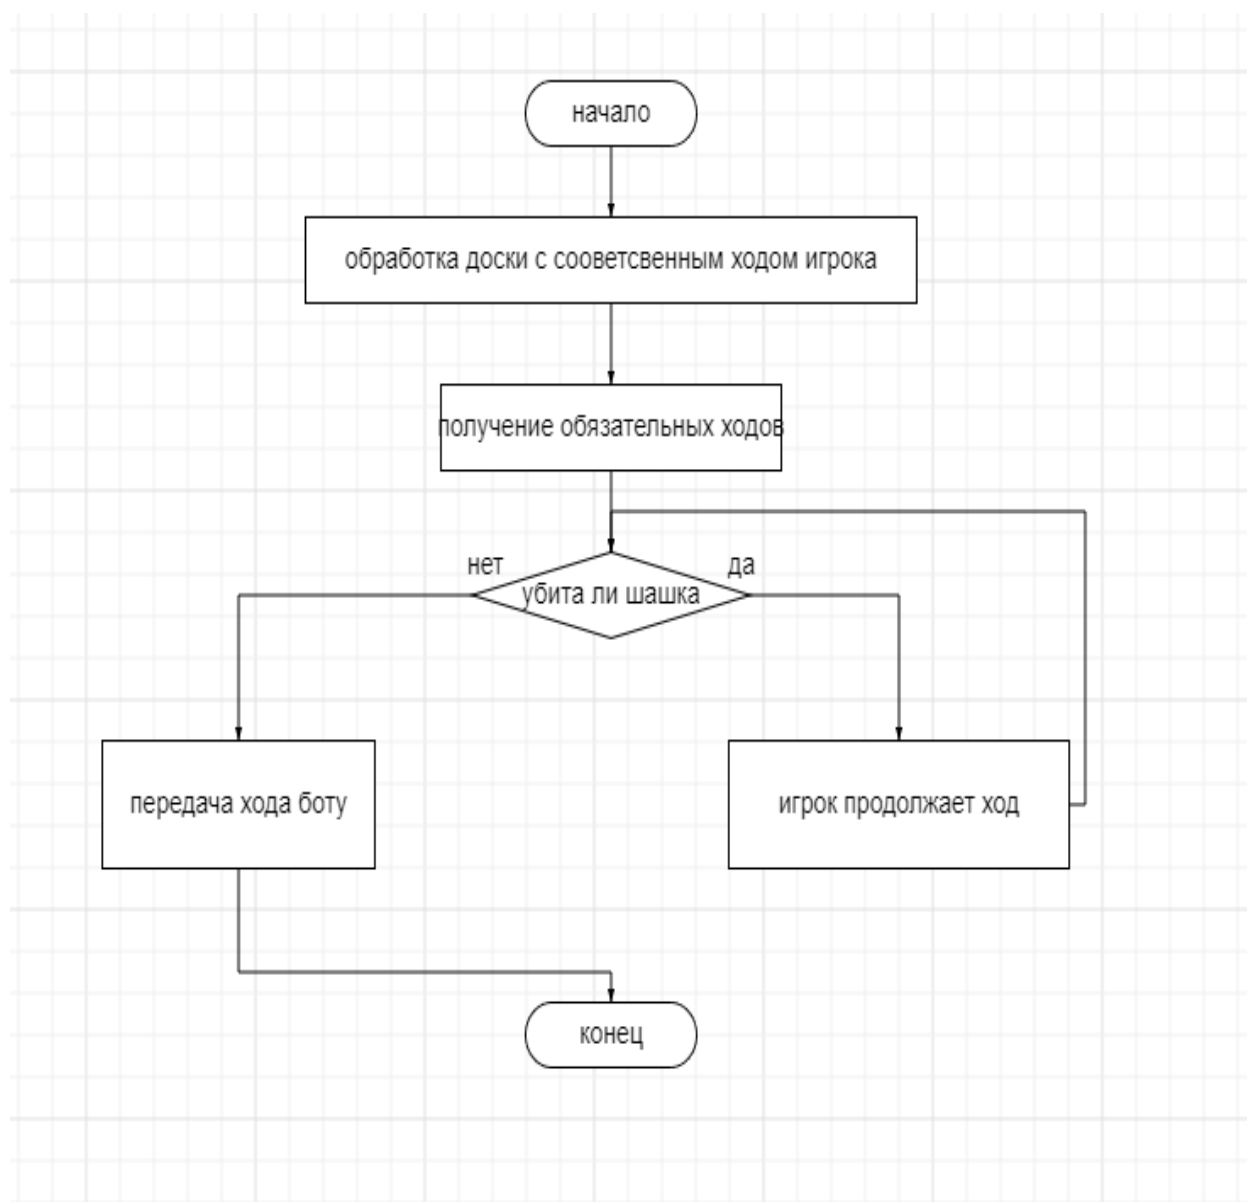 начало
обработка доски с сооветсвенным ходом игрока
получение обязательных ходов
нет
да
убита ли шашка
передача хода боту
игрок продолжает ход
конец